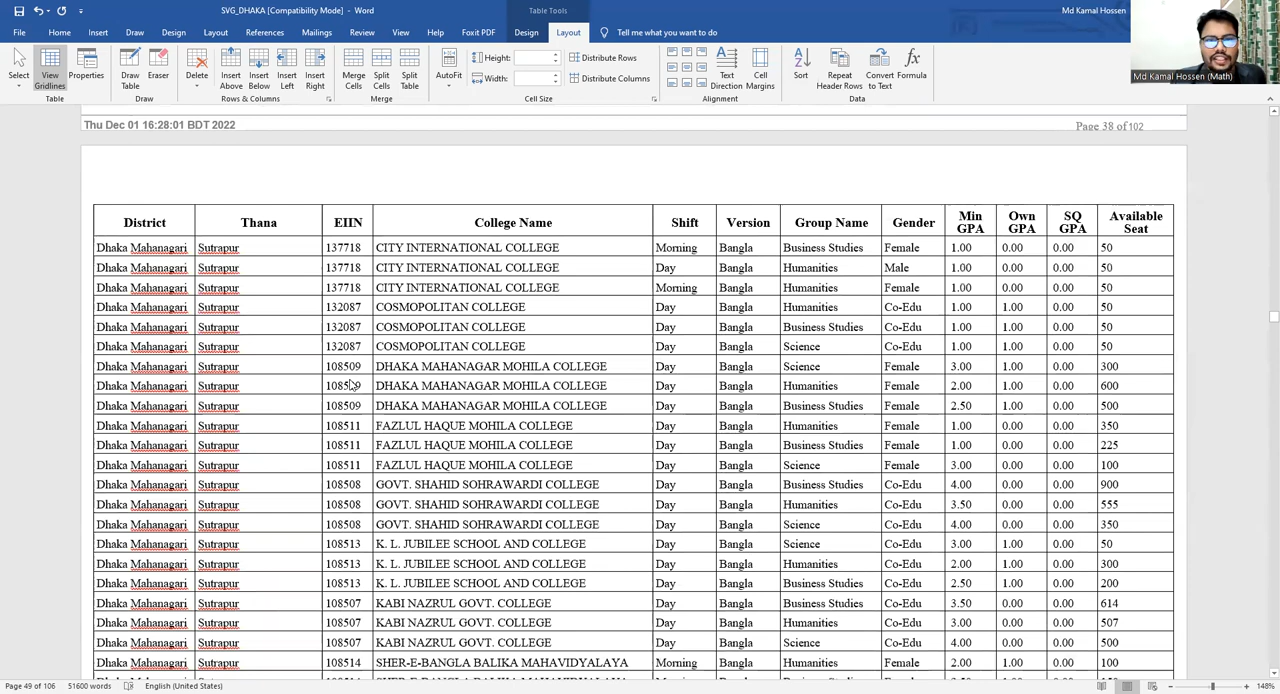 SVG_DHAKA [Compatibility Mode] - Word
Table Tools
Md Kamal Hossen
File Home Insert Draw Design Layout References Mailings Review View Help Foxit PDF Design Layout Tell me what you want to do
Select View Gridlines Properties
Draw Table Eraser
Delete Insert Above Insert Below Insert Left Insert Right
Merge Cells Split Cells Split Table
AutoFit Height: Width: Distribute Rows Distribute Columns
Text Direction Cell Margins
Sort Repeat Header Rows Convert to Text Formula
Table Draw Rows & Columns Merge Cell Size Alignment Data
Md Kamal Hossen (Math)
Thu Dec 01 16:28:01 BDT 2022 Page 38 of 102
District Thana EIIN College Name Shift Version Group Name Gender Min GPA Own GPA SQ GPA Available Seat
Dhaka Mahanagari Sutrapur 137718 CITY INTERNATIONAL COLLEGE Morning Bangla Business Studies Female 1.00 0.00 0.00 50
Dhaka Mahanagari Sutrapur 137718 CITY INTERNATIONAL COLLEGE Day Bangla Humanities Male 1.00 0.00 0.00 50
Dhaka Mahanagari Sutrapur 137718 CITY INTERNATIONAL COLLEGE Morning Bangla Humanities Female 1.00 0.00 0.00 50
Dhaka Mahanagari Sutrapur 132087 COSMOPOLITAN COLLEGE Day Bangla Humanities Co-Edu 1.00 1.00 0.00 50
Dhaka Mahanagari Sutrapur 132087 COSMOPOLITAN COLLEGE Day Bangla Business Studies Co-Edu 1.00 1.00 0.00 50
Dhaka Mahanagari Sutrapur 132087 COSMOPOLITAN COLLEGE Day Bangla Science Co-Edu 1.00 1.00 0.00 50
Dhaka Mahanagari Sutrapur 108509 DHAKA MAHANAGAR MOHILA COLLEGE Day Bangla Science Female 3.00 1.00 0.00 300
Dhaka Mahanagari Sutrapur 108509 DHAKA MAHANAGAR MOHILA COLLEGE Day Bangla Humanities Female 2.00 1.00 0.00 600
Dhaka Mahanagari Sutrapur 108509 DHAKA MAHANAGAR MOHILA COLLEGE Day Bangla Business Studies Female 2.50 1.00 0.00 500
Dhaka Mahanagari Sutrapur 108511 FAZLUL HAQUE MOHILA COLLEGE Day Bangla Humanities Female 1.00 0.00 0.00 350
Dhaka Mahanagari Sutrapur 108511 FAZLUL HAQUE MOHILA COLLEGE Day Bangla Business Studies Female 1.00 0.00 0.00 225
Dhaka Mahanagari Sutrapur 108511 FAZLUL HAQUE MOHILA COLLEGE Day Bangla Science Female 3.00 0.00 0.00 100
Dhaka Mahanagari Sutrapur 108508 GOVT. SHAHID SOHRAWARDI COLLEGE Day Bangla Business Studies Co-Edu 4.00 0.00 0.00 900
Dhaka Mahanagari Sutrapur 108508 GOVT. SHAHID SOHRAWARDI COLLEGE Day Bangla Humanities Co-Edu 3.50 0.00 0.00 555
Dhaka Mahanagari Sutrapur 108508 GOVT. SHAHID SOHRAWARDI COLLEGE Day Bangla Science Co-Edu 4.00 0.00 0.00 350
Dhaka Mahanagari Sutrapur 108513 K. L. JUBILEE SCHOOL AND COLLEGE Day Bangla Science Co-Edu 3.00 1.00 0.00 50
Dhaka Mahanagari Sutrapur 108513 K. L. JUBILEE SCHOOL AND COLLEGE Day Bangla Humanities Co-Edu 2.00 1.00 0.00 300
Dhaka Mahanagari Sutrapur 108513 K. L. JUBILEE SCHOOL AND COLLEGE Day Bangla Business Studies Co-Edu 2.50 1.00 0.00 200
Dhaka Mahanagari Sutrapur 108507 KABI NAZRUL GOVT. COLLEGE Day Bangla Business Studies Co-Edu 3.50 0.00 0.00 614
Dhaka Mahanagari Sutrapur 108507 KABI NAZRUL GOVT. COLLEGE Day Bangla Humanities Co-Edu 3.00 0.00 0.00 507
Dhaka Mahanagari Sutrapur 108507 KABI NAZRUL GOVT. COLLEGE Day Bangla Science Co-Edu 4.00 0.00 0.00 500
Dhaka Mahanagari Sutrapur 108514 SHER-E-BANGLA BALIKA MAHAVIDYALAYA Morning Bangla Humanities Female 2.00 1.00 0.00 100
Page 49 of 106 51600 words English (United States) 148%